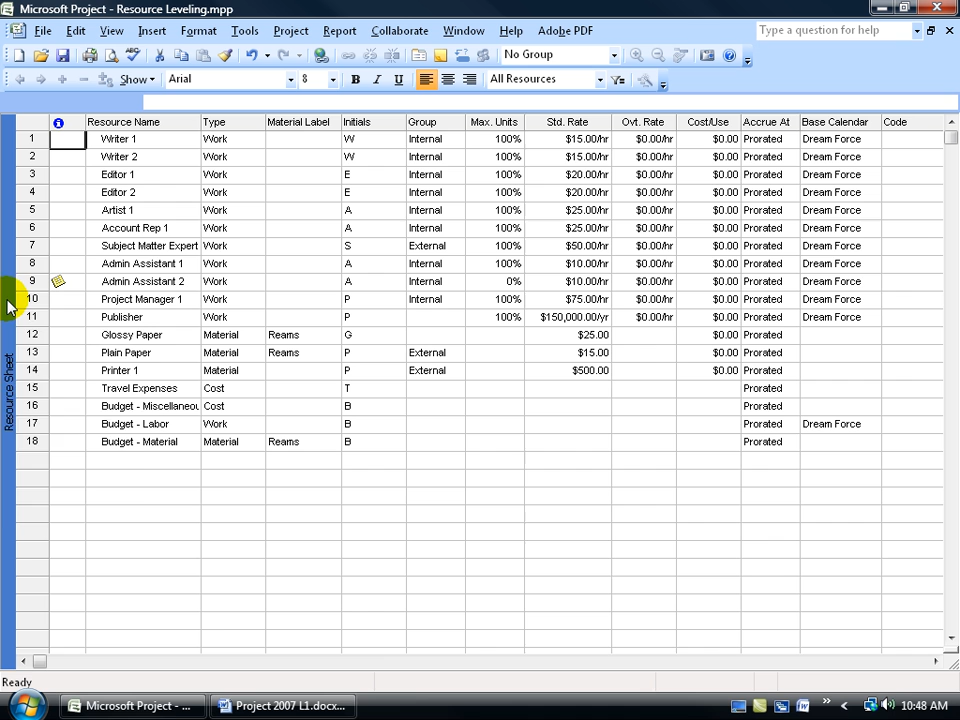 Microsoft Project - Resource Leveling.mpp
File Edit View Insert Format Tools Project Report Collaborate Window Help Adobe PDF Type a question for help
No Group
Show Arial 8 B I U All Resources
Resource Name Type Material Label Initials Group Max. Units Std. Rate Ovt. Rate Cost/Use Accrue At Base Calendar Code
1 Writer 1 Work W Internal 100% $15.00/hr $0.00/hr $0.00 Prorated Dream Force
2 Writer 2 Work W Internal 100% $15.00/hr $0.00/hr $0.00 Prorated Dream Force
3 Editor 1 Work E Internal 100% $20.00/hr $0.00/hr $0.00 Prorated Dream Force
4 Editor 2 Work E Internal 100% $20.00/hr $0.00/hr $0.00 Prorated Dream Force
5 Artist 1 Work A Internal 100% $25.00/hr $0.00/hr $0.00 Prorated Dream Force
6 Account Rep 1 Work A Internal 100% $25.00/hr $0.00/hr $0.00 Prorated Dream Force
7 Subject Matter Expert Work S External 100% $50.00/hr $0.00/hr $0.00 Prorated Dream Force
8 Admin Assistant 1 Work A Internal 100% $10.00/hr $0.00/hr $0.00 Prorated Dream Force
9 Admin Assistant 2 Work A Internal 0% $10.00/hr $0.00/hr $0.00 Prorated Dream Force
10 Project Manager 1 Work P Internal 100% $75.00/hr $0.00/hr $0.00 Prorated Dream Force
11 Publisher Work P 100% $150,000.00/yr $0.00/hr $0.00 Prorated Dream Force
12 Glossy Paper Material Reams G $25.00 $0.00 Prorated
13 Plain Paper Material Reams P External $15.00 $0.00 Prorated
14 Printer 1 Material P External $500.00 $0.00 Prorated
15 Travel Expenses Cost T Prorated
16 Budget - Miscellaneou Cost B Prorated
17 Budget - Labor Work B Prorated Dream Force
18 Budget - Material Material Reams B Prorated
Resource Sheet
Ready
Microsoft Project - ... Project 2007 L1.docx... 10:48 AM